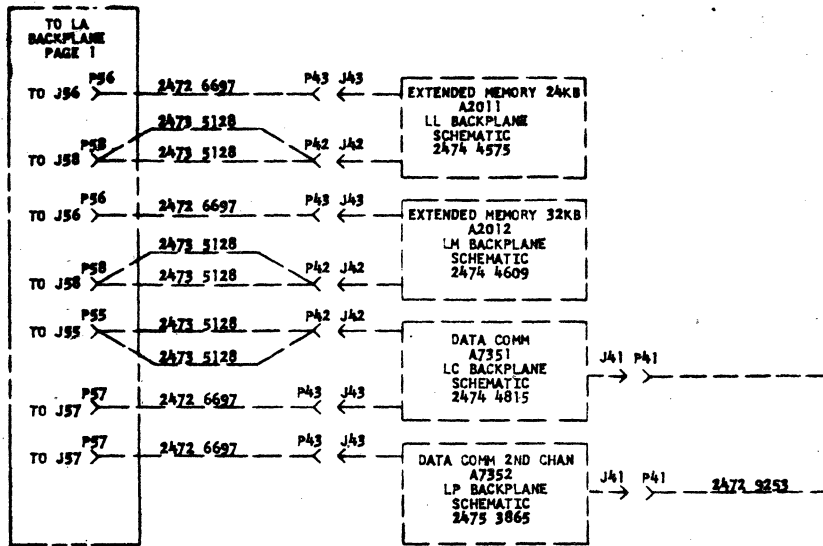 TO LA
BACKPLANE
PAGE 1
P56
TO J56
2472 6697
P43 J43
EXTENDED MEMORY 24KB
A2011
LL BACKPLANE
SCHEMATIC
2474 4575
2473 5128
P58
TO J58
2473 5128
P42 J42
P56
TO J56
2472 6697
P43 J43
EXTENDED MEMORY 32KB
A2012
LM BACKPLANE
SCHEMATIC
2474 4609
2473 5128
P58
TO J58
2473 5128
P42 J42
P55
TO J55
2473 5128
P42 J42
2473 5128
DATA COMM
A7351
LC BACKPLANE
SCHEMATIC
2474 4815
J41 P41
P57
TO J57
2472 6697
P43 J43
P57
TO J57
2472 6697
P43 J43
DATA COMM 2ND CHAN
A7352
LP BACKPLANE
SCHEMATIC
2475 3865
J41 P41
2472 9253